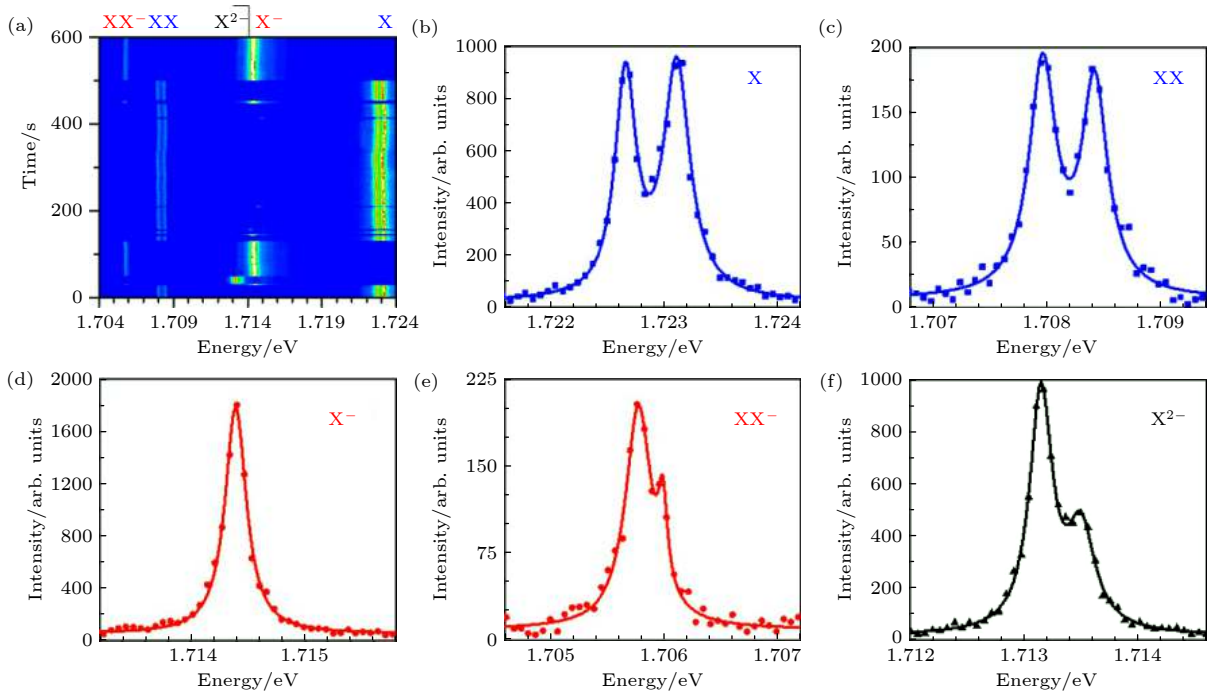 (a)
XX⁻ XX X²⁻ X⁻ X
600
400
200
0
Time/s
1.704 1.709 1.714 1.719 1.724
Energy/eV
(b)
X
1000
800
600
400
200
0
Intensity/arb. units
1.722 1.723 1.724
Energy/eV
(c)
XX
200
150
100
50
0
Intensity/arb. units
1.707 1.708 1.709
Energy/eV
(d)
X⁻
2000
1600
1200
800
400
0
Intensity/arb. units
1.714 1.715
Energy/eV
(e)
XX⁻
225
150
75
0
Intensity/arb. units
1.705 1.706 1.707
Energy/eV
(f)
X²⁻
1000
800
600
400
200
0
Intensity/arb. units
1.712 1.713 1.714
Energy/eV